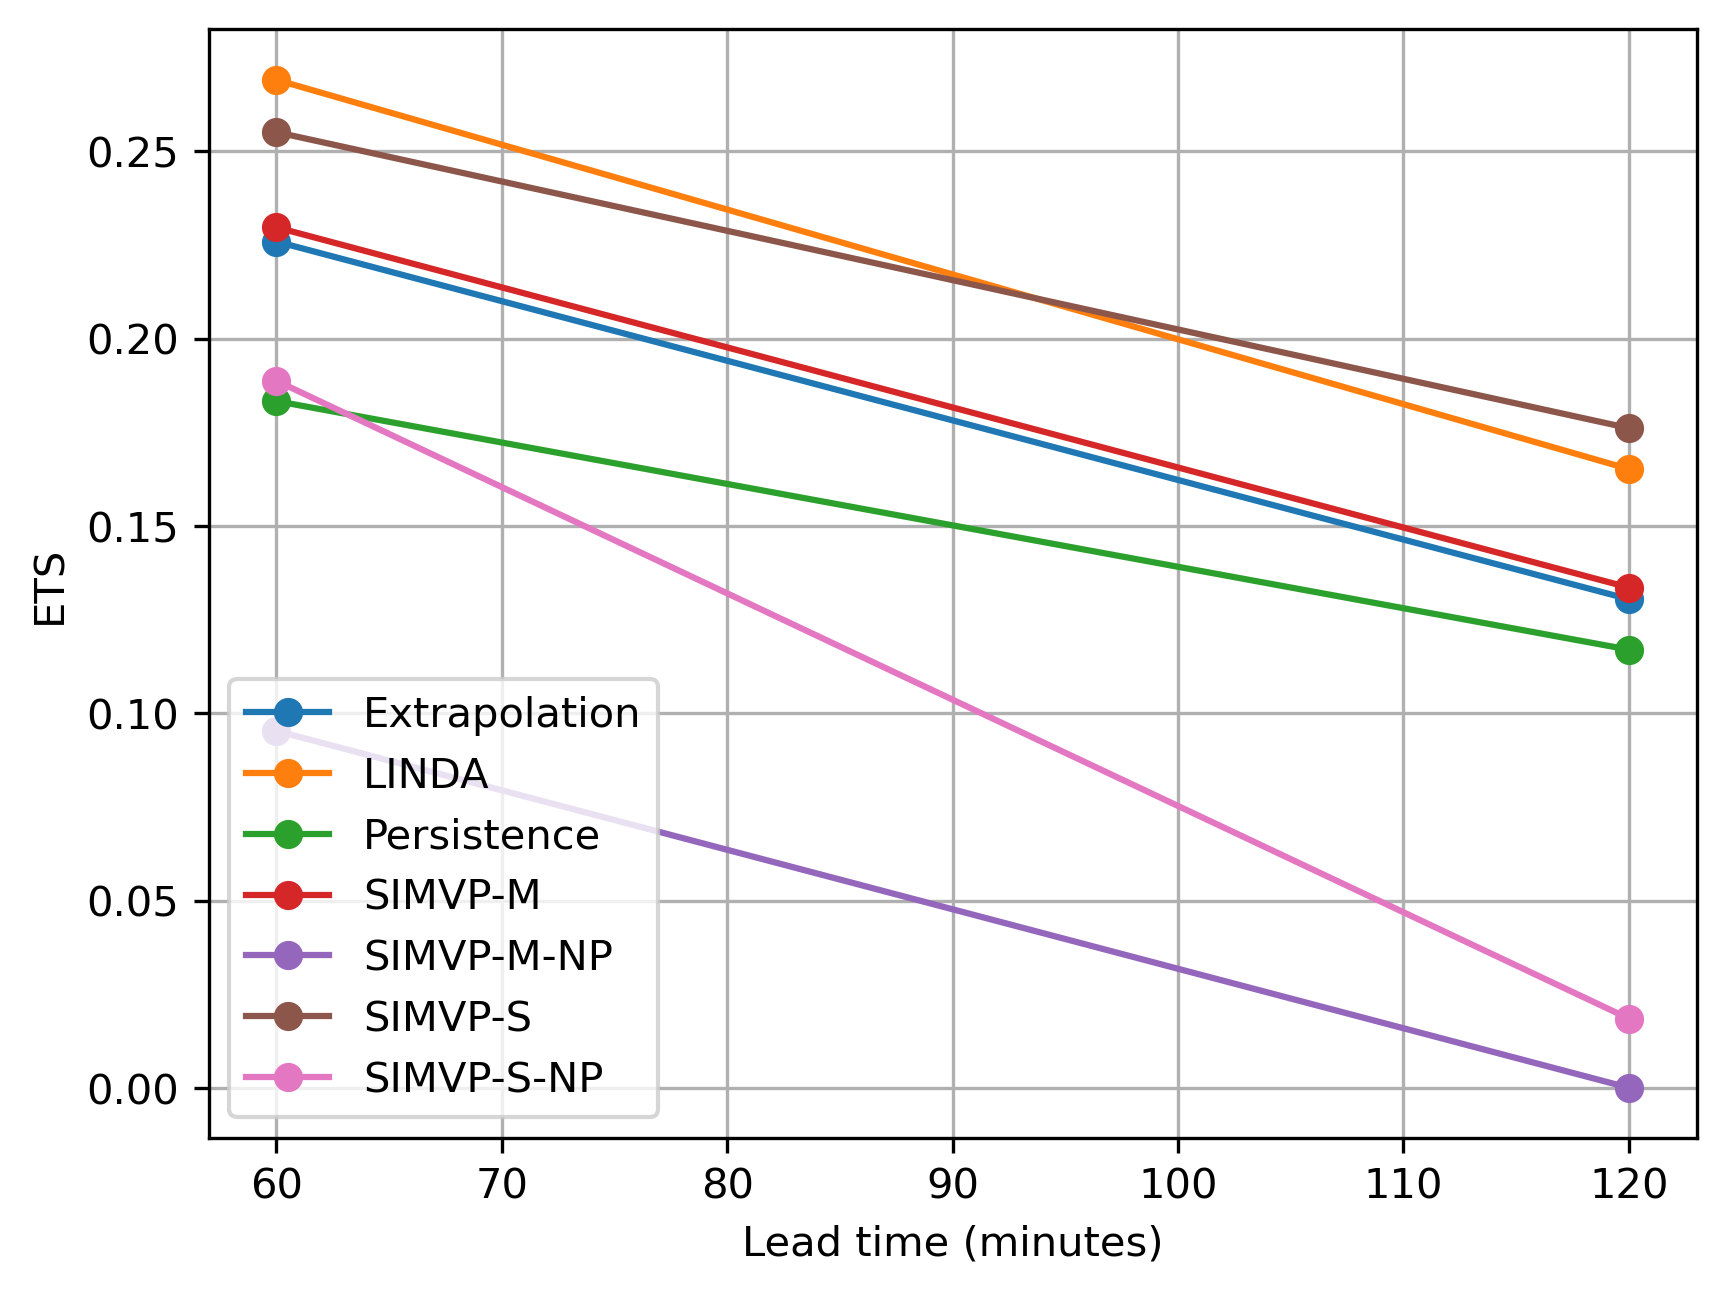 ETS
0.25
0.20
0.15
0.10
0.05
0.00
Extrapolation
LINDA
Persistence
SIMVP-M
SIMVP-M-NP
SIMVP-S
SIMVP-S-NP
60 70 80 90 100 110 120
Lead time (minutes)